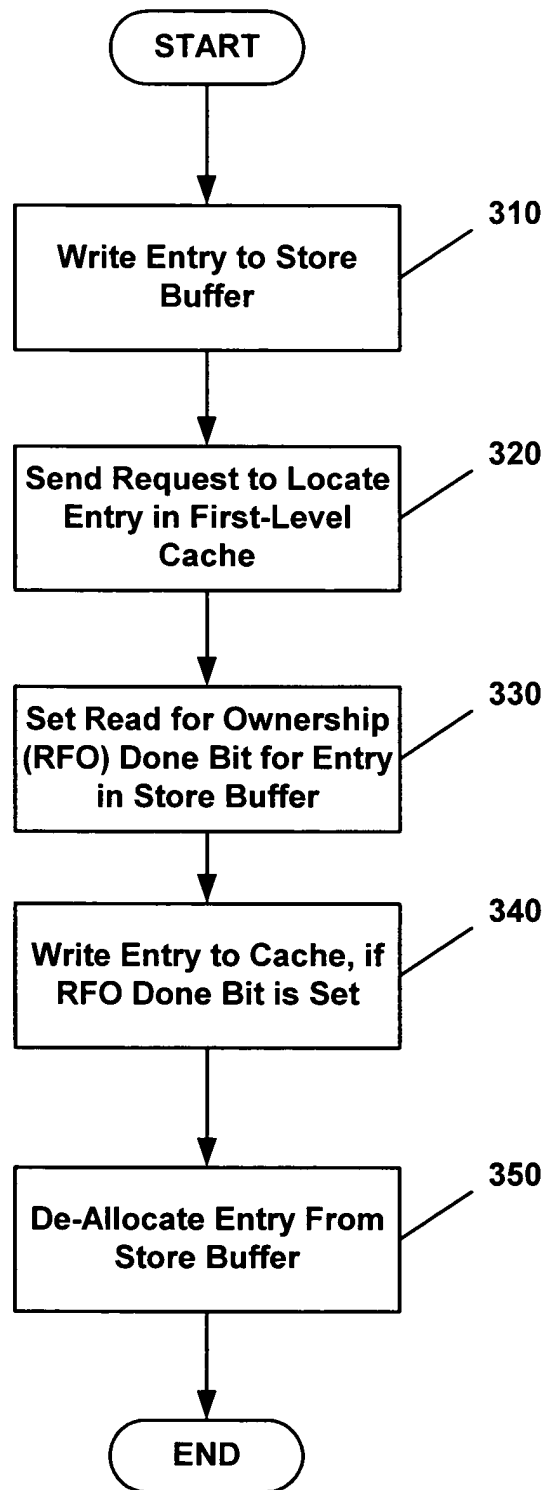 START
310
Write Entry to Store
Buffer
320
Send Request to Locate
Entry in First-Level
Cache
330
Set Read for Ownership
(RFO) Done Bit for Entry
in Store Buffer
340
Write Entry to Cache, if
RFO Done Bit is Set
350
De-Allocate Entry From
Store Buffer
END